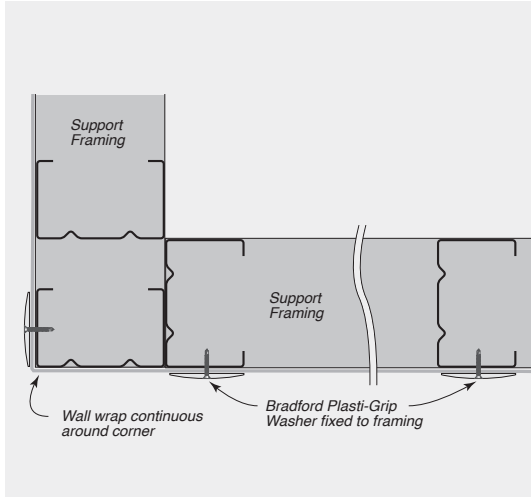 Support
Framing
Support
Framing
Wall wrap continuous
around corner
Bradford Plasti-Grip
Washer fixed to framing